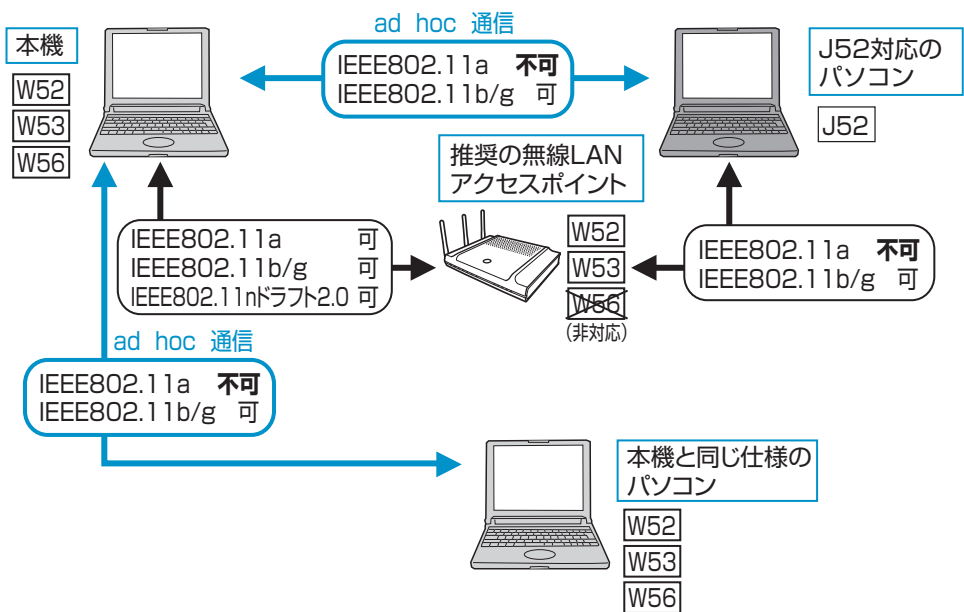 ad hoc 通信
本機
W52
W53
W56
IEEE802.11a 不可
IEEE802.11b/g 可
J52対応の
パソコン
J52
推奨の無線LAN
アクセスポイント
W52
W53
W56
(非対応)
IEEE802.11a 可
IEEE802.11b/g 可
IEEE802.11nドラフト2.0 可
IEEE802.11a 不可
IEEE802.11b/g 可
ad hoc 通信
IEEE802.11a 不可
IEEE802.11b/g 可
本機と同じ仕様の
パソコン
W52
W53
W56